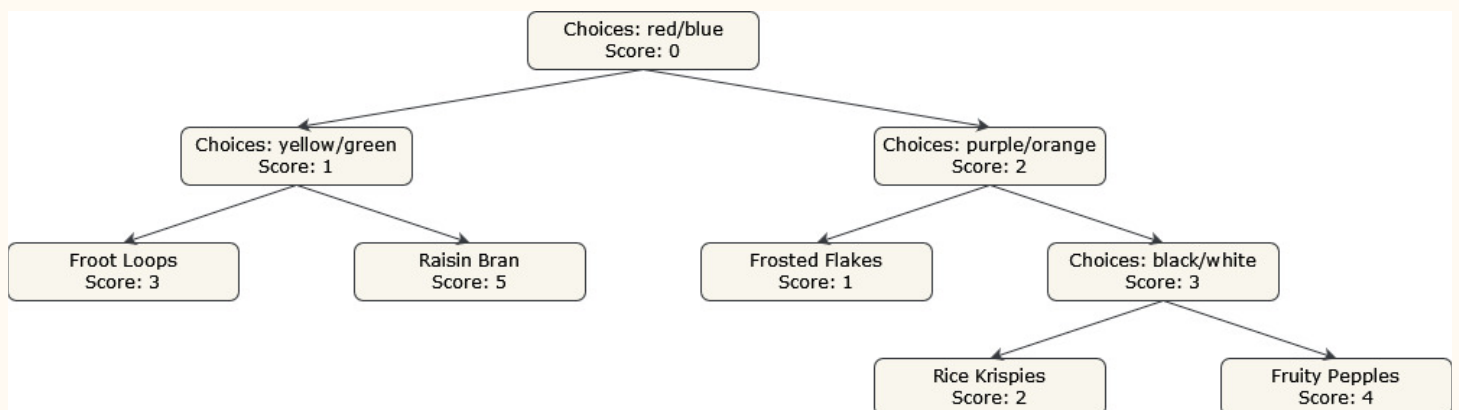 Choices: red/blue
Score: 0
Choices: yellow/green
Score: 1
Choices: purple/orange
Score: 2
Froot Loops
Score: 3
Raisin Bran
Score: 5
Frosted Flakes
Score: 1
Choices: black/white
Score: 3
Rice Krispies
Score: 2
Fruity Pepples
Score: 4